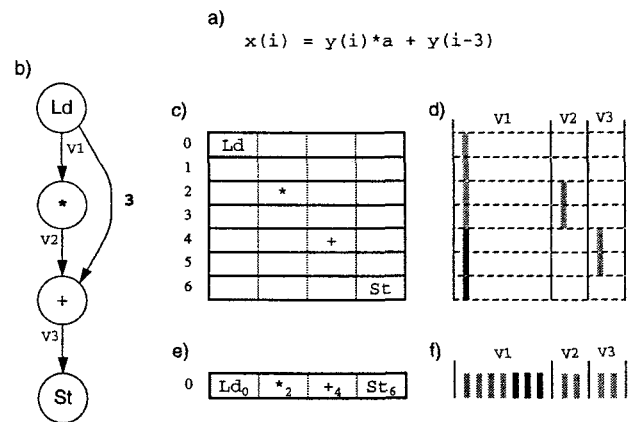 a)
x(i) = y(i)*a + y(i-3)
b)
Ld
V1
*
3
V2
+
V3
St
c)
0 Ld
1
2 *
3
4 +
5
6 St
d)
V1 V2 V3
e)
0 Ld0 *2 +4 St6
f)
V1 V2 V3